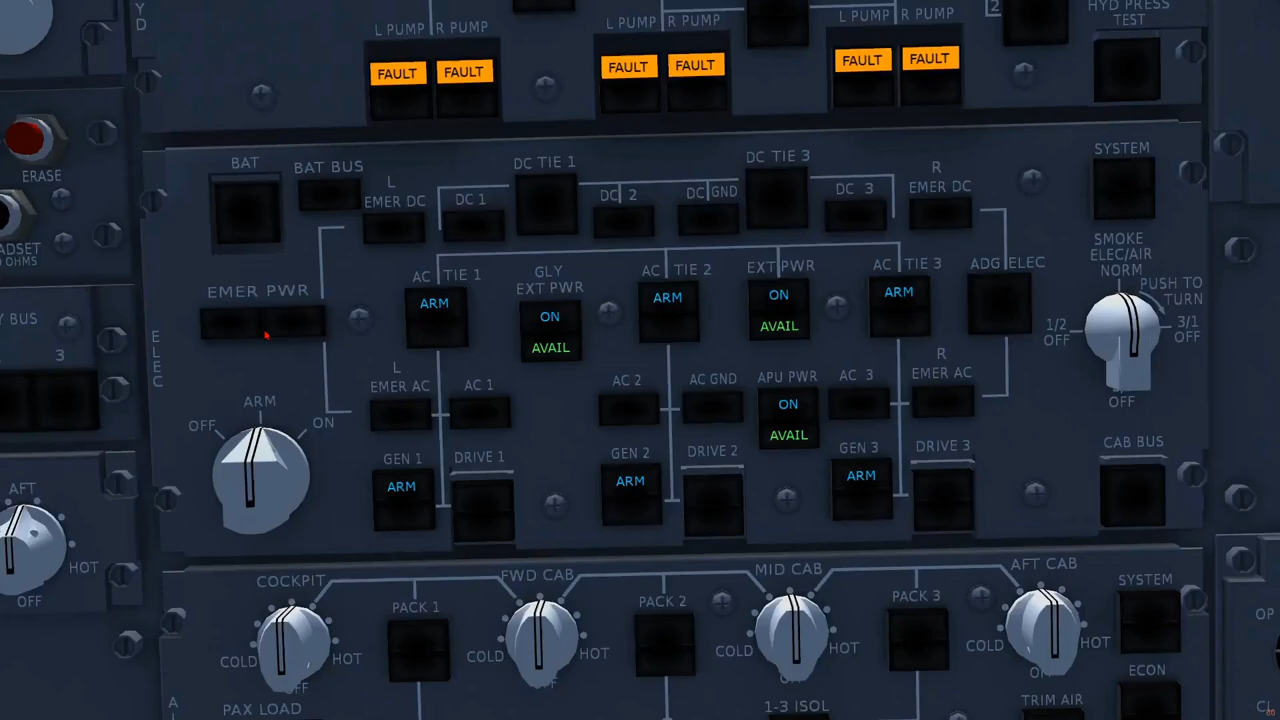 HYD PRESS
TEST
L PUMP R PUMP
L PUMP R PUMP
L PUMP R PUMP
2
FAULT FAULT
FAULT FAULT
FAULT FAULT
ERASE
BAT
BAT BUS
DC TIE 1
DC TIE 3
SYSTEM
L
EMER DC
DC 1
DC 2
DC GND
DC 3
R
EMER DC
SMOKE
ELEC/AIR
NORM
PUSH TO
TURN
1/2
OFF
3/1
OFF
OFF
EMER PWR
AC TIE 1
ARM
GLY
EXT PWR
ON
AVAIL
AC TIE 2
ARM
EXT PWR
ON
AVAIL
AC TIE 3
ARM
ADG ELEC
ELEC
Y BUS
3
L
EMER AC
AC 1
AC 2
AC GND
APU PWR
ON
AVAIL
AC 3
R
EMER AC
OFF
ARM
ON
GEN 1
ARM
DRIVE 1
GEN 2
ARM
DRIVE 2
GEN 3
ARM
DRIVE 3
CAB BUS
AFT
HOT
OFF
COCKPIT
COLD
HOT
PACK 1
FWD CAB
COLD
HOT
PACK 2
MID CAB
COLD
HOT
PACK 3
AFT CAB
COLD
HOT
SYSTEM
ECON
PAX LOAD
1-3 ISOL
TRIM AIR